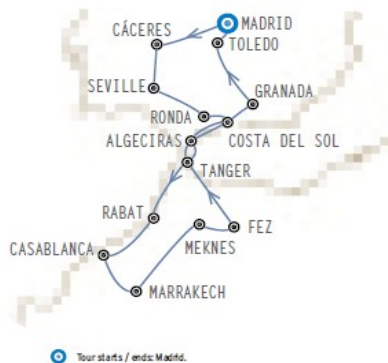 MADRID
CÁCERES
TOLEDO
SEVILLE
GRANADA
RONDA
ALGECIRAS
COSTA DEL SOL
TANGER
RABAT
FEZ
MEKNES
CASABLANCA
MARRAKECH
Tour starts / ends: Madrid.